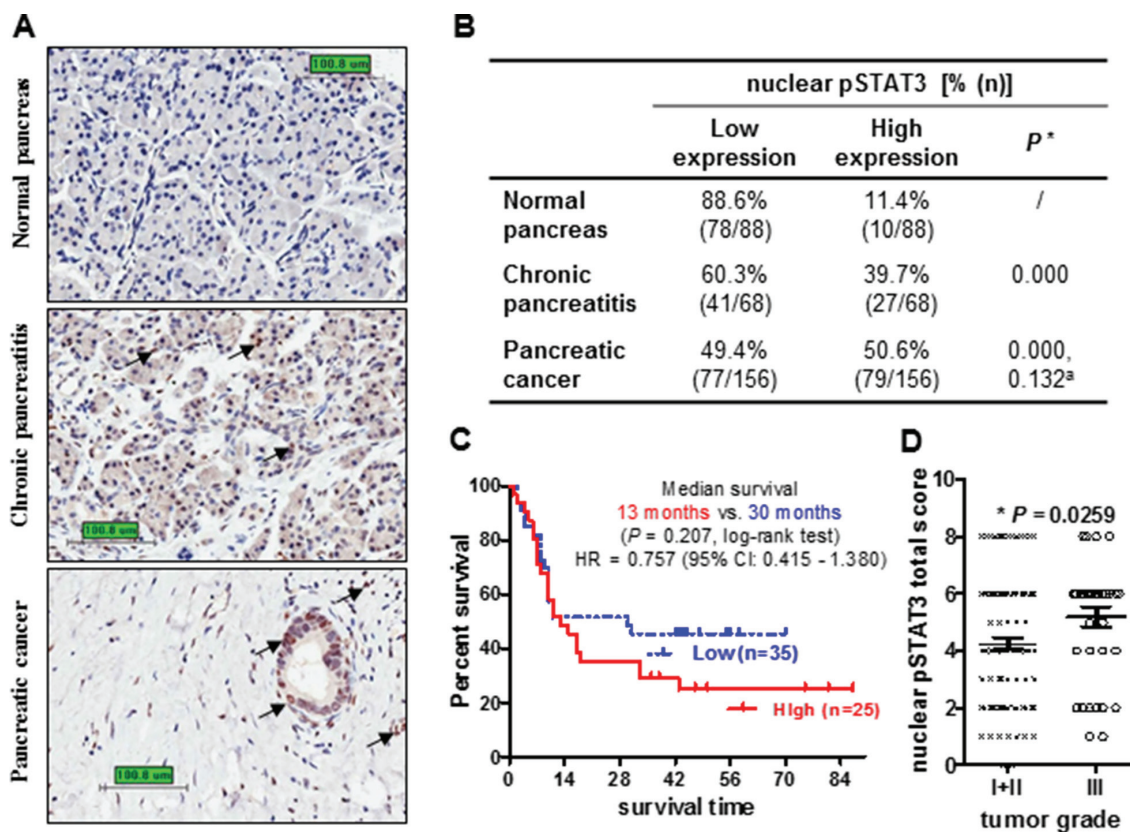 A
Normal pancreas
100.8 um
Chronic pancreatitis
100.8 um
Pancreatic cancer
100.8 um
B
nuclear pSTAT3 [% (n)]
Low expression
High expression
P *
Normal pancreas
88.6% (78/88)
11.4% (10/88)
/
Chronic pancreatitis
60.3% (41/68)
39.7% (27/68)
0.000
Pancreatic cancer
49.4% (77/156)
50.6% (79/156)
0.000, 0.132a
C
Percent survival
100
80
60
40
20
0
Median survival
13 months vs. 30 months
(P = 0.207, log-rank test)
HR = 0.757 (95% CI: 0.415 - 1.380)
Low (n=35)
High (n=25)
0 14 28 42 56 70 84
survival time
D
nuclear pSTAT3 total score
10
8
6
4
2
0
* P = 0.0259
I+II III
tumor grade